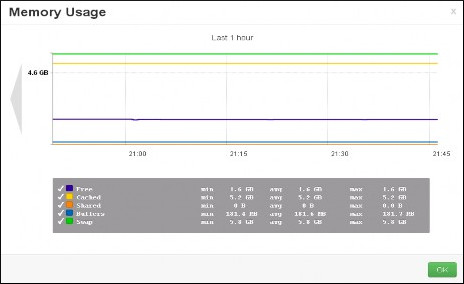 Memory Usage
x
Last 1 hour
4.6 GB
21:00 21:15 21:30 21:45
Free min 1.6 GB avg 1.6 GB max 1.6 GB
Cached min 5.2 GB avg 5.2 GB max 5.2 GB
Shared min 0 B avg 0 B max 0.0 B
Buffers min 181.4 MB avg 181.6 MB max 181.7 MB
Swap min 5.8 GB avg 5.8 GB max 5.8 GB
OK